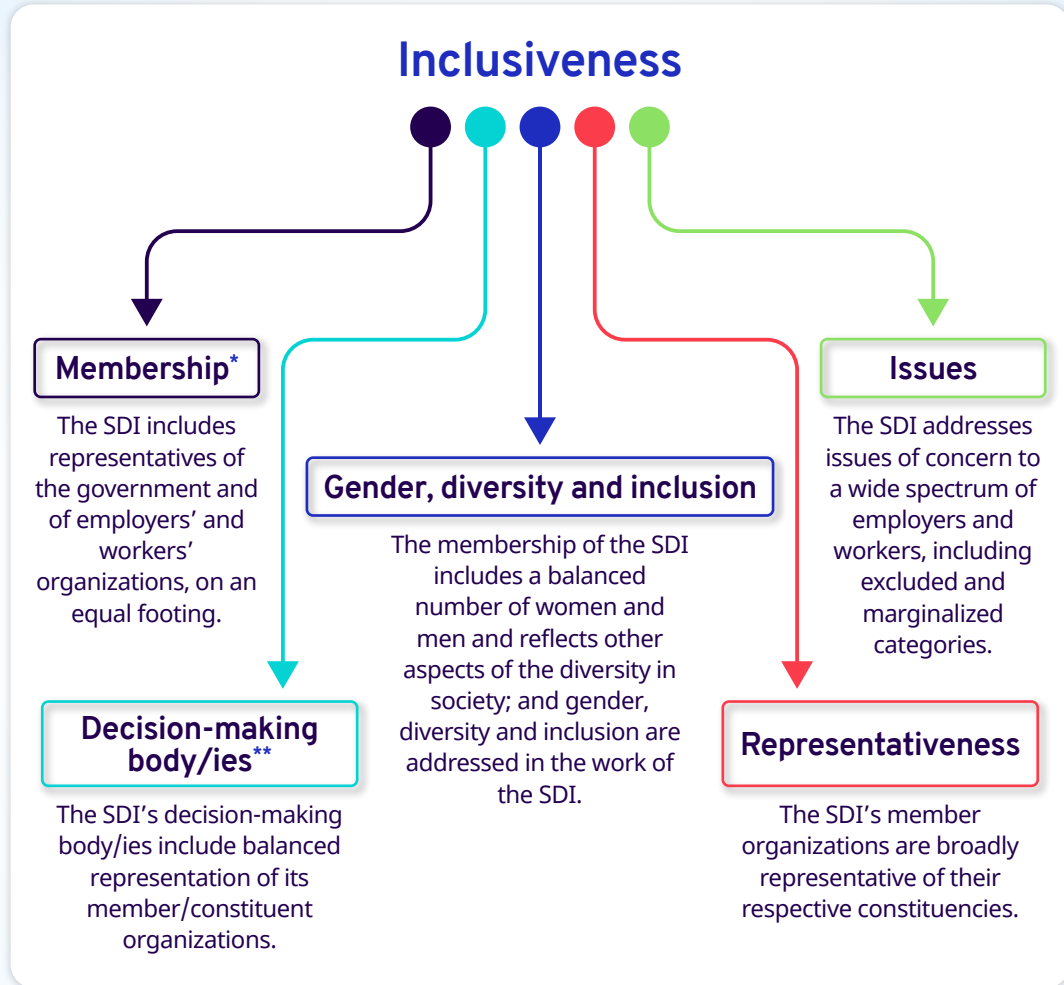 Inclusiveness
Membership*
The SDI includes
representatives of
the government and
of employers’ and
workers’
organizations, on an
equal footing.
Decision-making
body/ies**
The SDI’s decision-making
body/ies include balanced
representation of its
member/constituent
organizations.
Gender, diversity and inclusion
The membership of the SDI
includes a balanced
number of women and
men and reflects other
aspects of the diversity in
society; and gender,
diversity and inclusion are
addressed in the work of
the SDI.
Representativeness
The SDI’s member
organizations are broadly
representative of their
respective constituencies.
Issues
The SDI addresses
issues of concern to
a wide spectrum of
employers and
workers, including
excluded and
marginalized
categories.